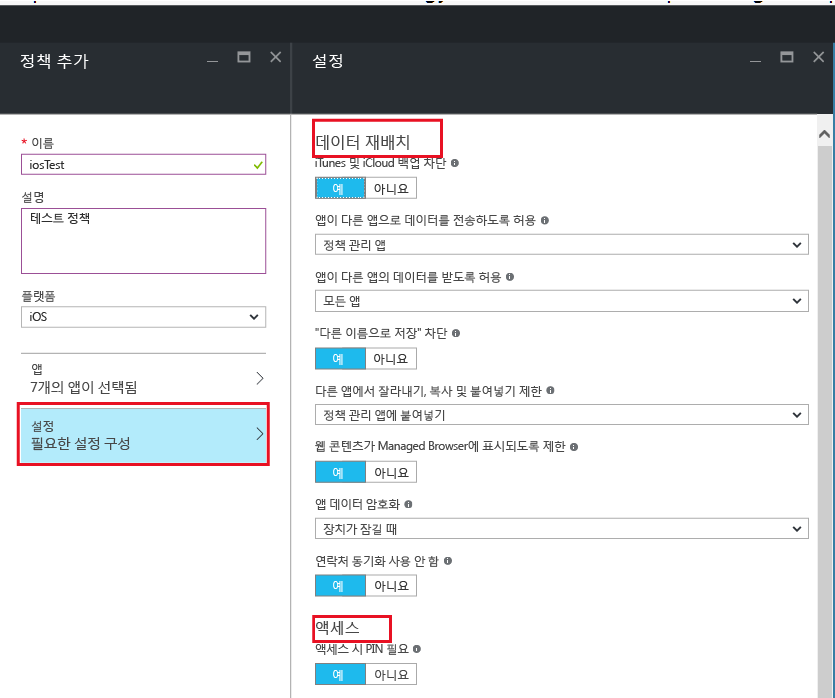 정책 추가
설정
* 이름
iosTest
설명
테스트 정책
플랫폼
iOS
앱
7개의 앱이 선택됨
설정
필요한 설정 구성
데이터 재배치
iTunes 및 iCloud 백업 차단
예 아니요
앱이 다른 앱으로 데이터를 전송하도록 허용
정책 관리 앱
앱이 다른 앱의 데이터를 받도록 허용
모든 앱
"다른 이름으로 저장" 차단
예 아니요
다른 앱에서 잘라내기, 복사 및 붙여넣기 제한
정책 관리 앱에 붙여넣기
웹 콘텐츠가 Managed Browser에 표시되도록 제한
예 아니요
앱 데이터 암호화
장치가 잠길 때
연락처 동기화 사용 안 함
예 아니요
액세스
액세스 시 PIN 필요
예 아니요